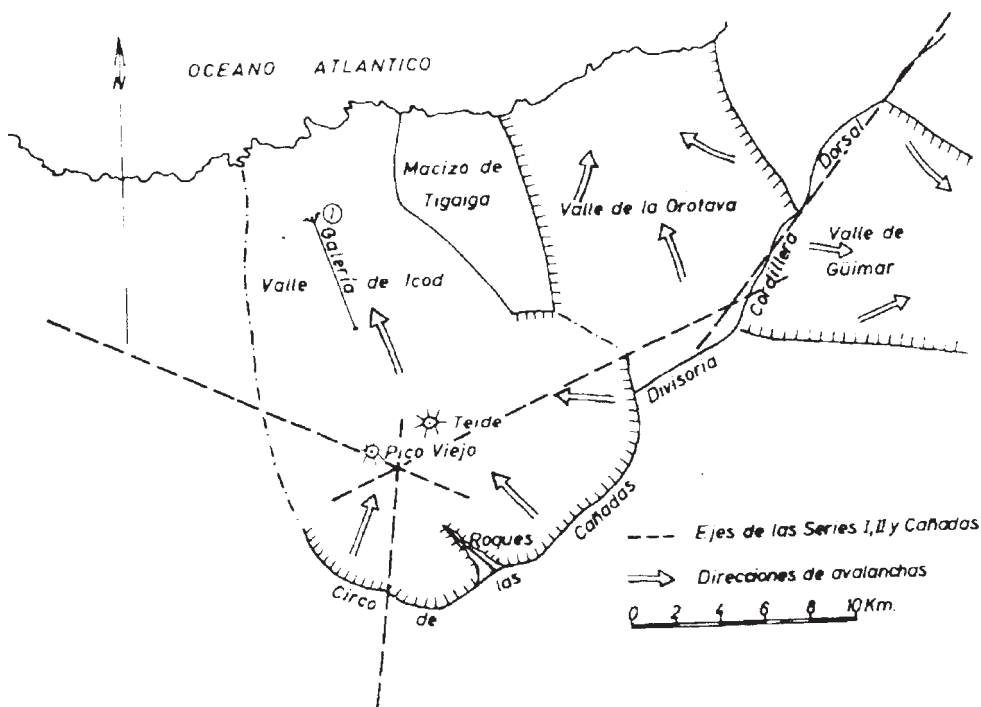 N
OCEANO ATLANTICO
Macizo de
Tigaiga
Valle de la Orotava
Cordillera Dorsal
Valle de
Güimar
1
Galería
Valle de Icod
Divisoria
Teide
Pico Viejo
Roques
Circo de las Cañadas
Ejes de las Series I, II y Cañadas
Direcciones de avalanchas
0 2 4 6 8 10 Km.